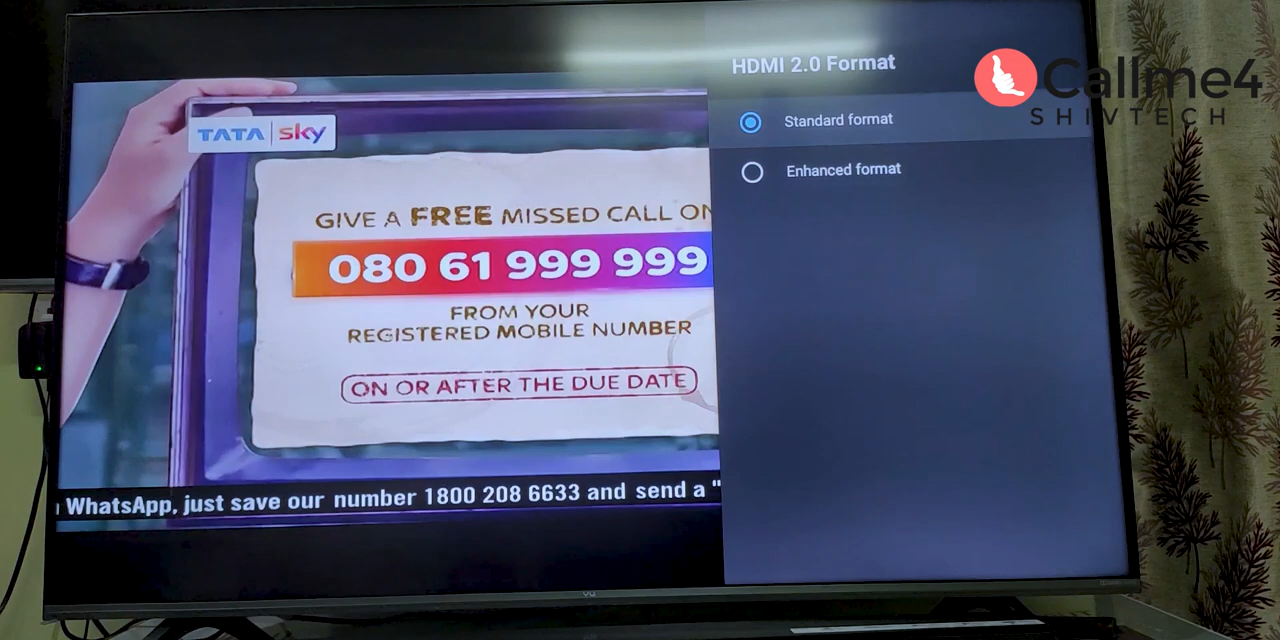 HDMI 2.0 Format
Callme4
SHIVTECH
Standard format
Enhanced format
TATA sky
GIVE A FREE MISSED CALL ON
080 61 999 999
FROM YOUR
REGISTERED MOBILE NUMBER
ON OR AFTER THE DUE DATE
WhatsApp, just save our number 1800 208 6633 and send a "
VU